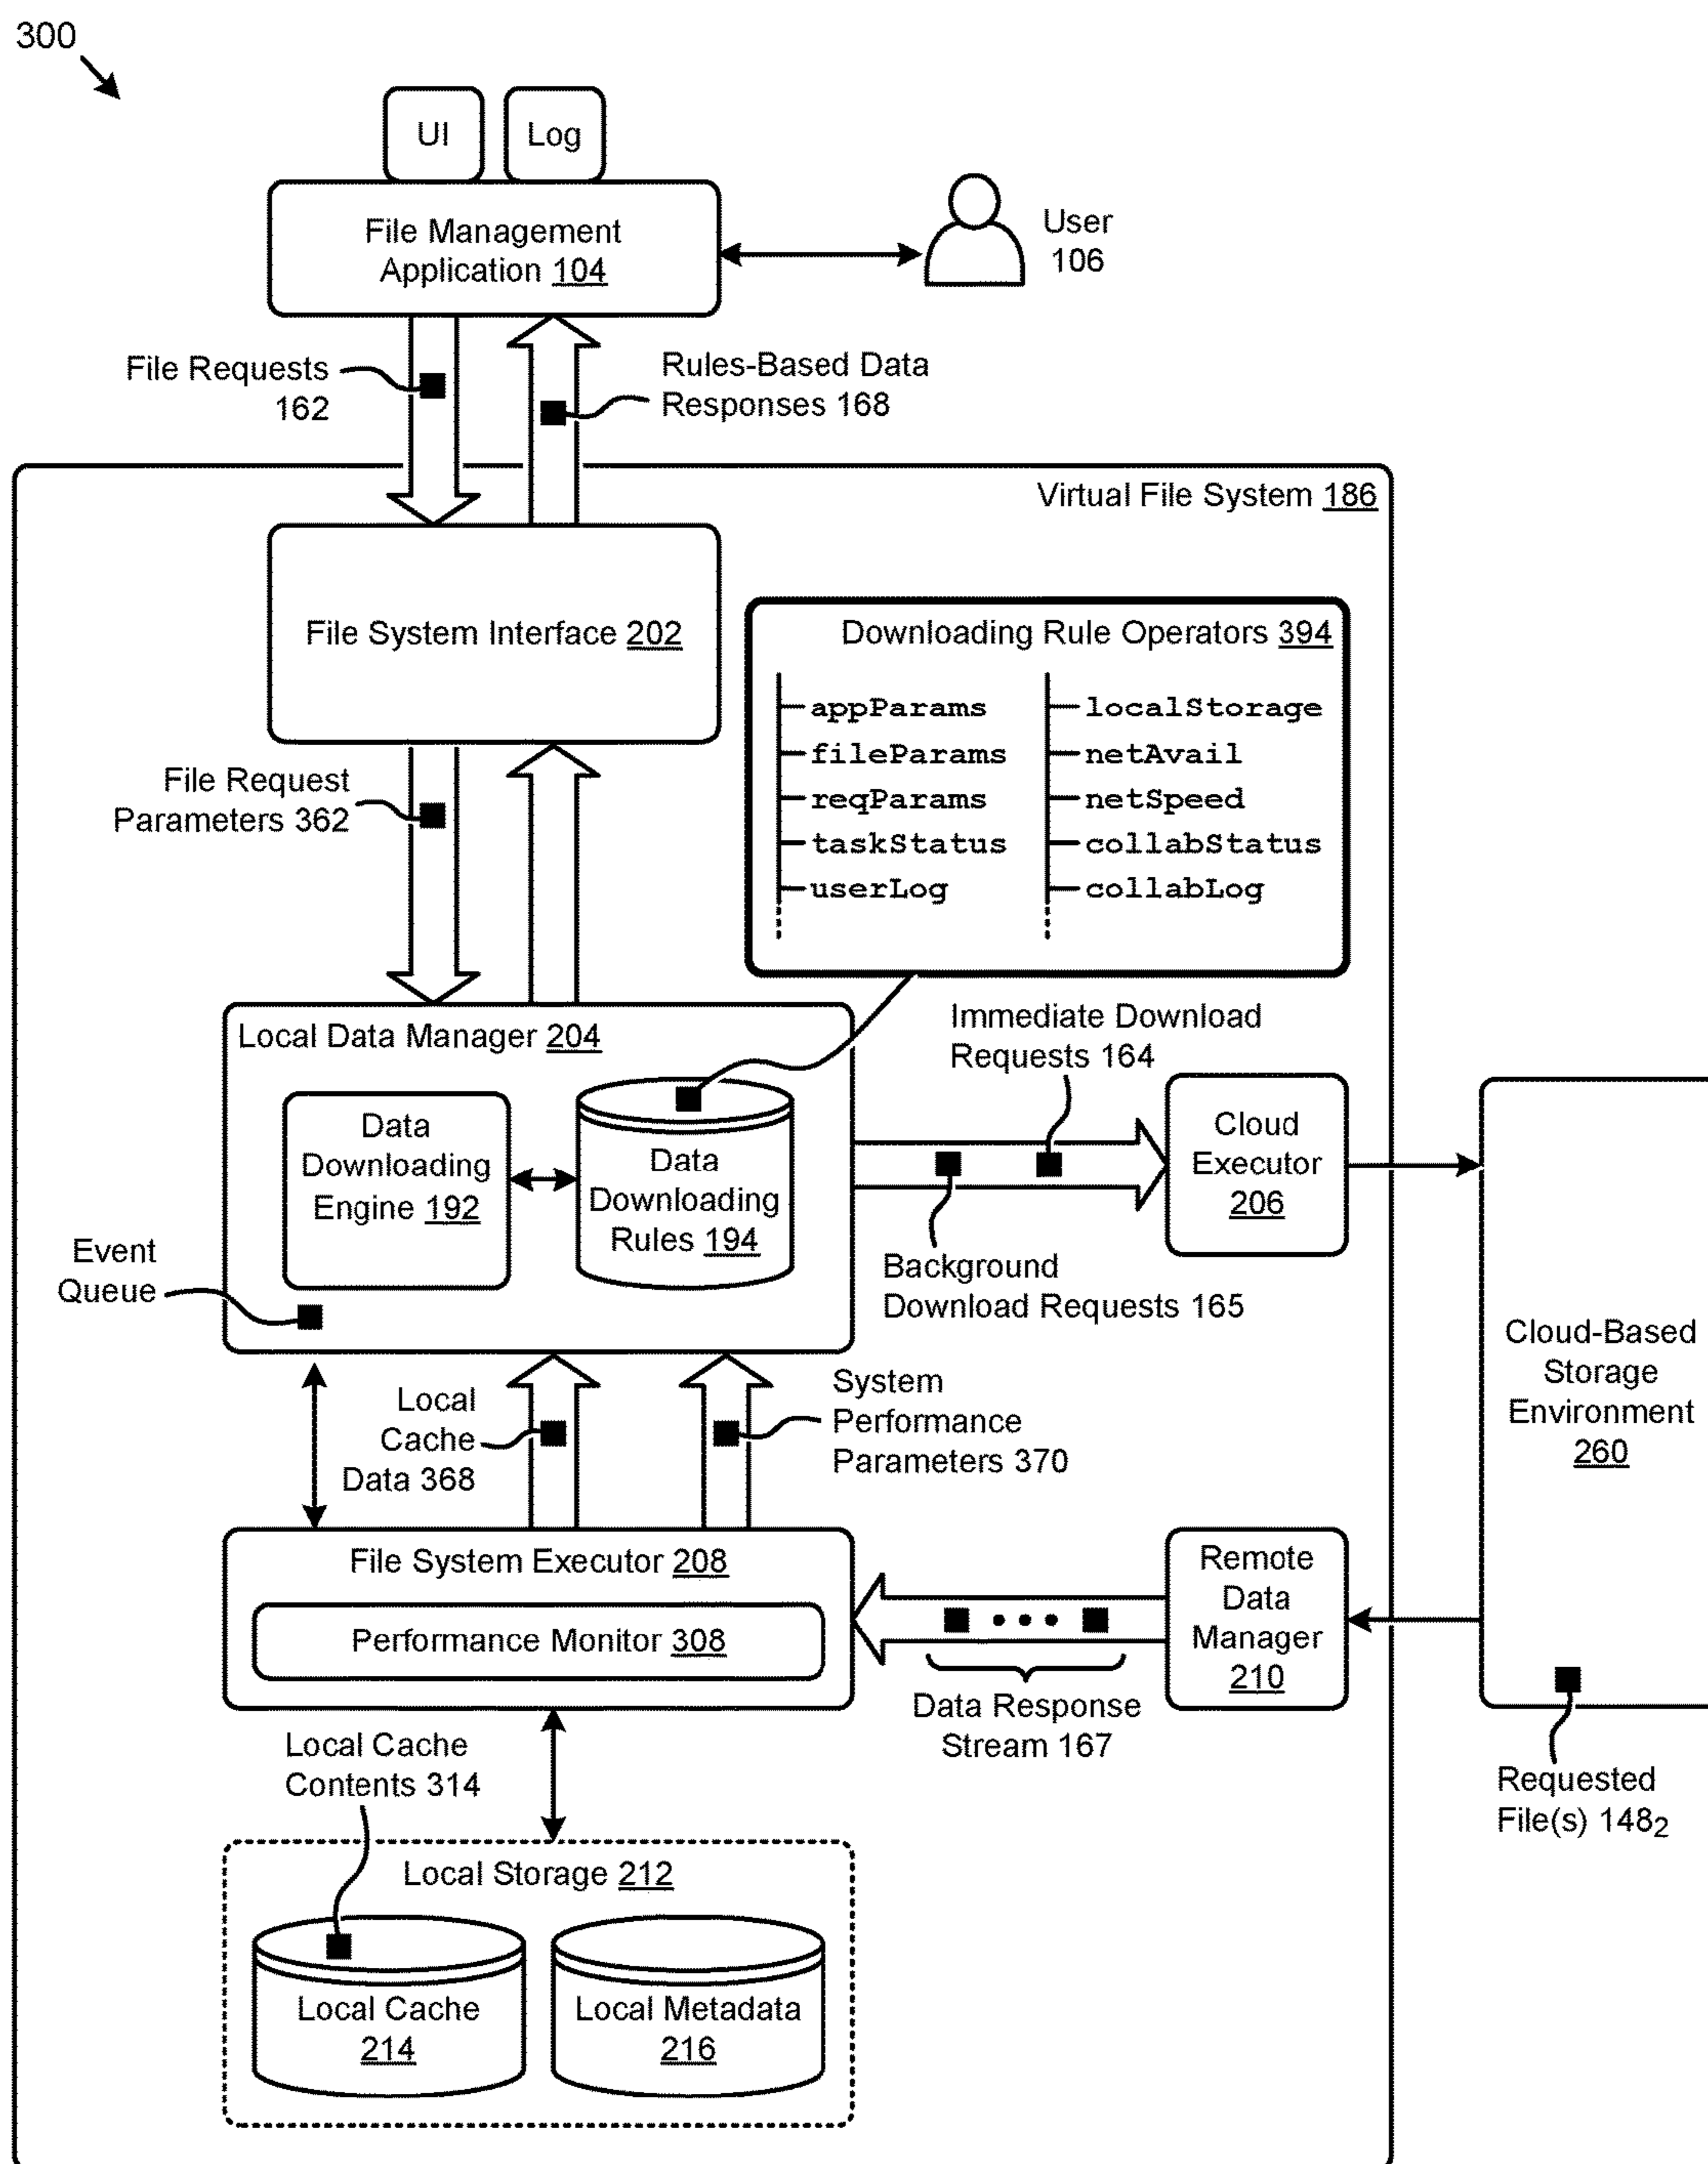 300
UI
Log
File Management
Application 104
User
106
File Requests
162
Rules-Based Data
Responses 168
Virtual File System 186
File System Interface 202
Downloading Rule Operators 394
appParams
fileParams
reqParams
taskStatus
userLog
localStorage
netAvail
netSpeed
collabStatus
collabLog
File Request
Parameters 362
Local Data Manager 204
Immediate Download
Requests 164
Data
Downloading
Engine 192
Data
Downloading
Rules 194
Cloud
Executor
206
Event
Queue
Background
Download Requests 165
Cloud-Based
Storage
Environment
260
Local
Cache
Data 368
System
Performance
Parameters 370
File System Executor 208
Performance Monitor 308
Remote
Data
Manager
210
Data Response
Stream 167
Local Cache
Contents 314
Requested
File(s) 148₂
Local Storage 212
Local Cache
214
Local Metadata
216